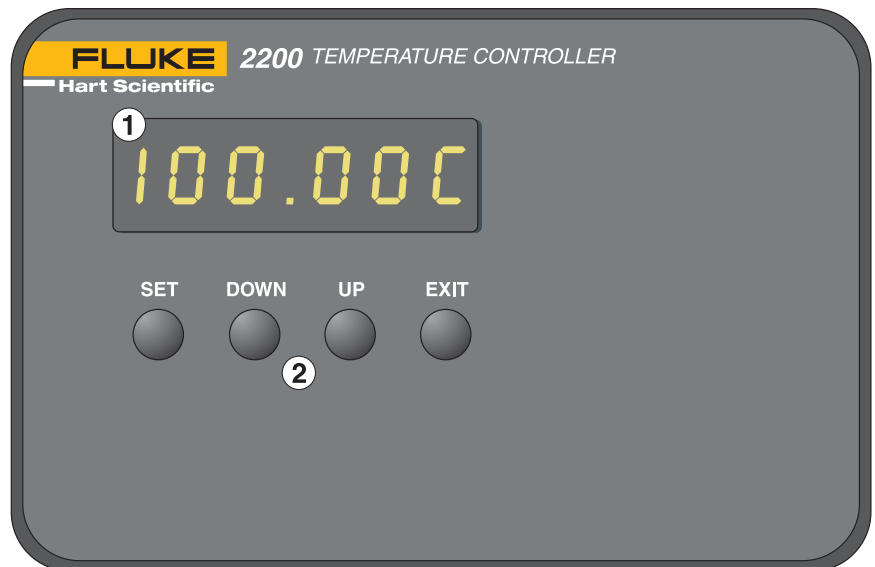 FLUKE 2200 TEMPERATURE CONTROLLER
Hart Scientific
1
100.00C
SET DOWN UP EXIT
2